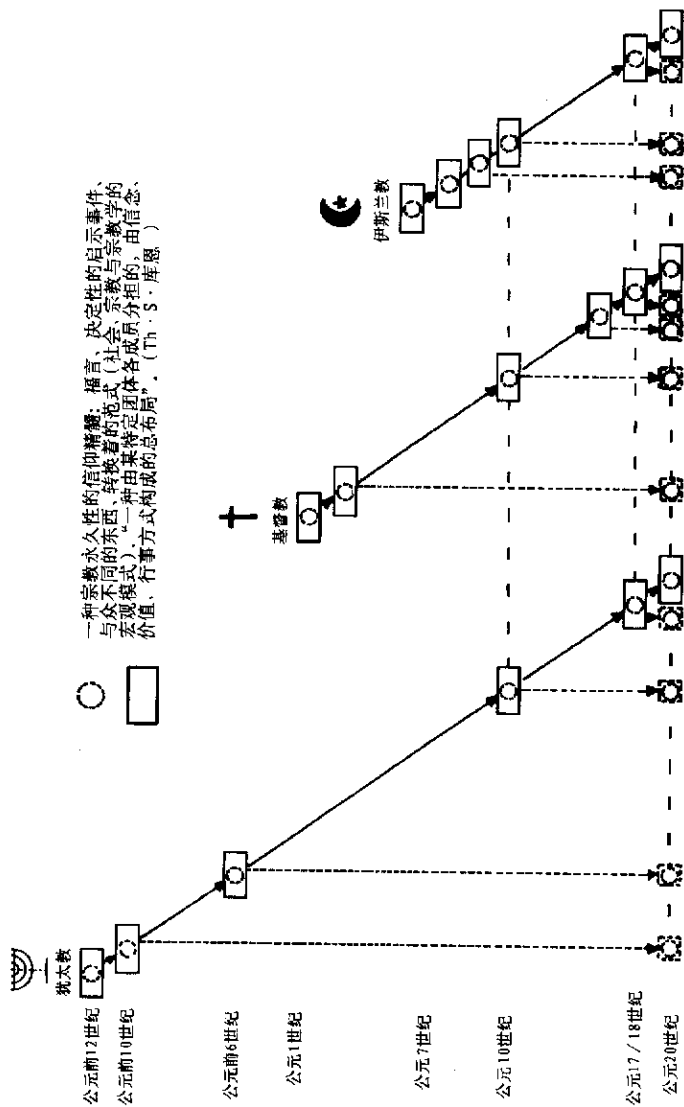 一种宗教永久性的信仰精髓：福言、决定性的启示事件、
与众不同的东西、转换着的范式（社会、宗教与宗教学的
宏观模式）．“一种由某特定团体各成员分担的，由信念、
价值、行事方式构成的总布局”．（Th·S·库恩）
犹太教
基督教
伊斯兰教
公元前12世纪
公元前10世纪
公元前6世纪
公元1世纪
公元7世纪
公元10世纪
公元17/18世纪
公元20世纪